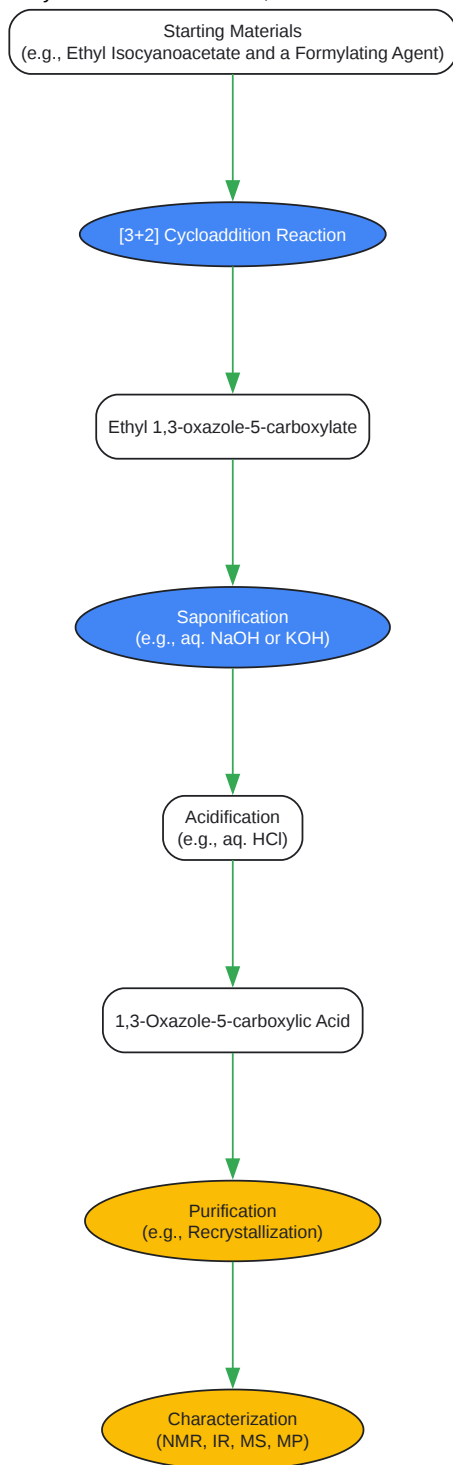 Starting Materials
(e.g., Ethyl Isocyanoacetate and a Formylating Agent)
[3+2] Cycloaddition Reaction
Ethyl 1,3-oxazole-5-carboxylate
Saponification
(e.g., aq. NaOH or KOH)
Acidification
(e.g., aq. HCl)
1,3-Oxazole-5-carboxylic Acid
Purification
(e.g., Recrystallization)
Characterization
(NMR, IR, MS, MP)